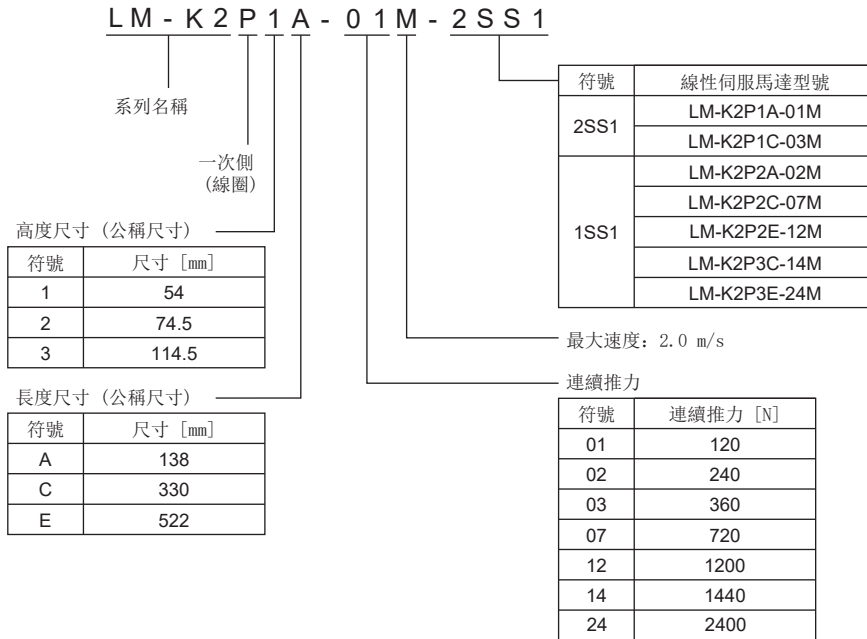 LM-K2P1A-01M-2SS1
系列名稱
一次側
(線圈)
高度尺寸 (公稱尺寸)
符號 尺寸 [mm]
1 54
2 74.5
3 114.5
長度尺寸 (公稱尺寸)
符號 尺寸 [mm]
A 138
C 330
E 522
符號 線性伺服馬達型號
2SS1 LM-K2P1A-01M
LM-K2P1C-03M
1SS1 LM-K2P2A-02M
LM-K2P2C-07M
LM-K2P2E-12M
LM-K2P3C-14M
LM-K2P3E-24M
最大速度: 2.0 m/s
連續推力
符號 連續推力 [N]
01 120
02 240
03 360
07 720
12 1200
14 1440
24 2400